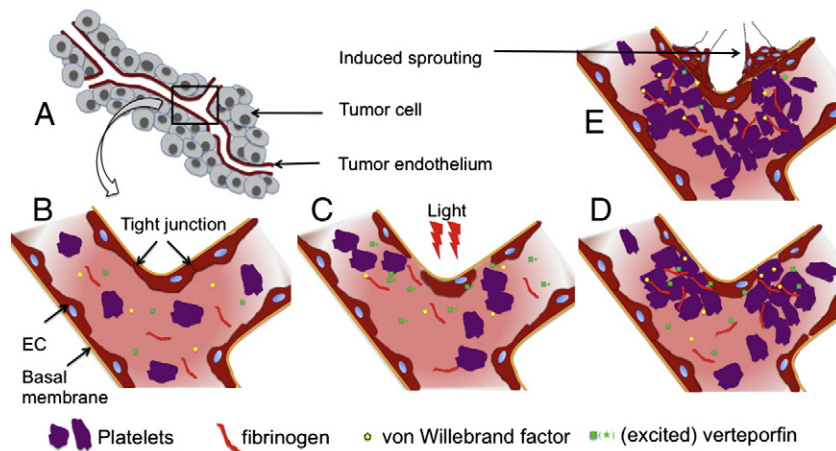 A
Induced sprouting
Tumor cell
Tumor endothelium
E
B
Tight junction
C
Light
D
EC
Basal
membrane
Platelets
fibrinogen
von Willebrand factor
(excited) verteporfin